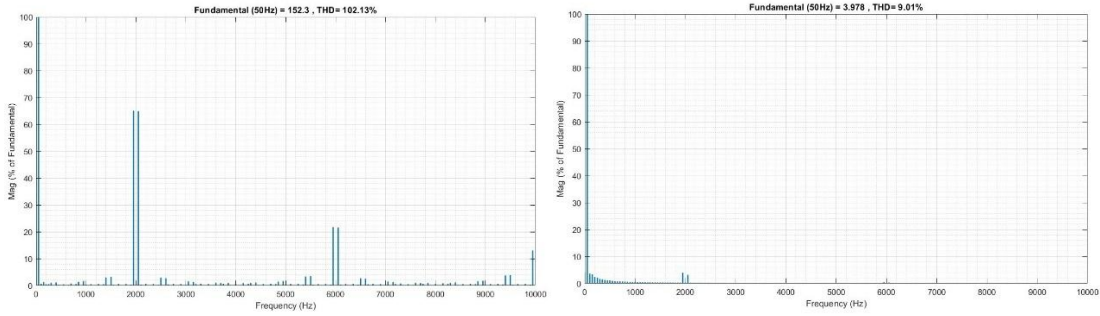 Fundamental (50Hz) = 152.3 , THD= 102.13%
Mag (% of Fundamental)
100
90
80
70
60
50
40
30
20
10
0
0 1000 2000 3000 4000 5000 6000 7000 8000 9000 10000
Frequency (Hz)
Fundamental (50Hz) = 3.978 , THD= 9.01%
Mag (% of Fundamental)
100
90
80
70
60
50
40
30
20
10
0
0 1000 2000 3000 4000 5000 6000 7000 8000 9000 10000
Frequency (Hz)